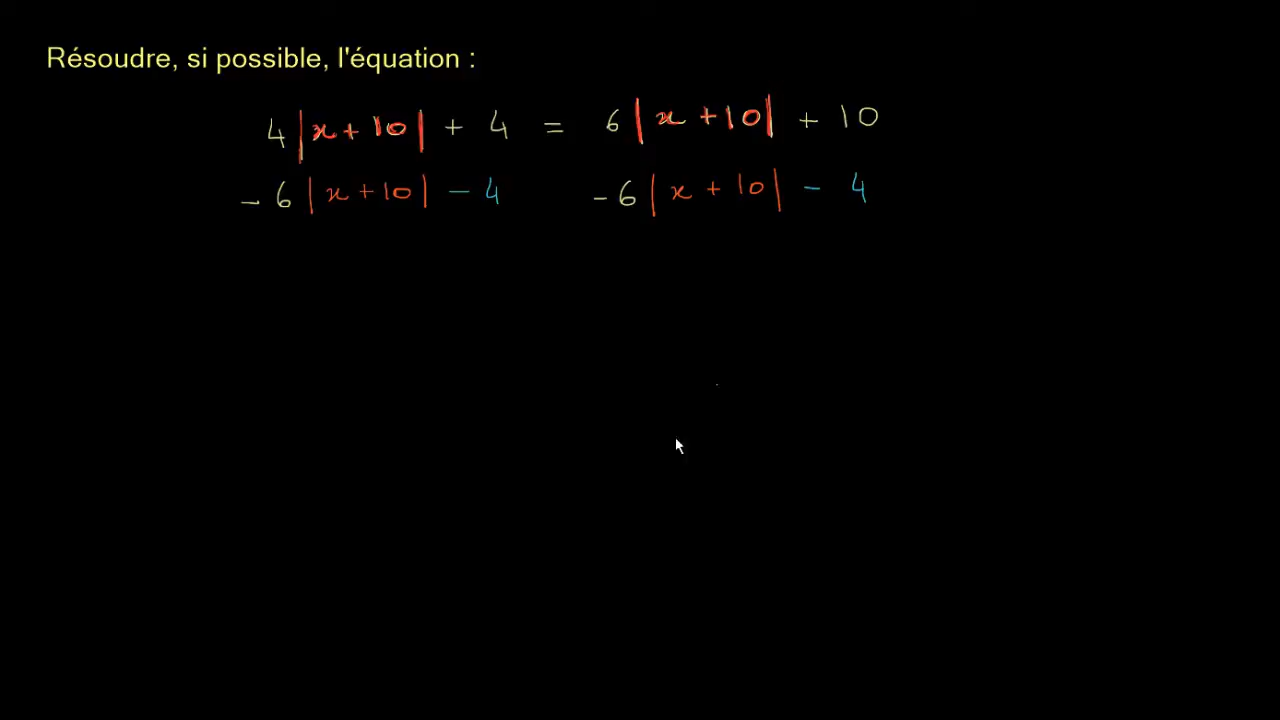 Résoudre, si possible, l'équation :
4|x+10| + 4 = 6|x+10| + 10
-6|x+10| - 4 -6|x+10| - 4